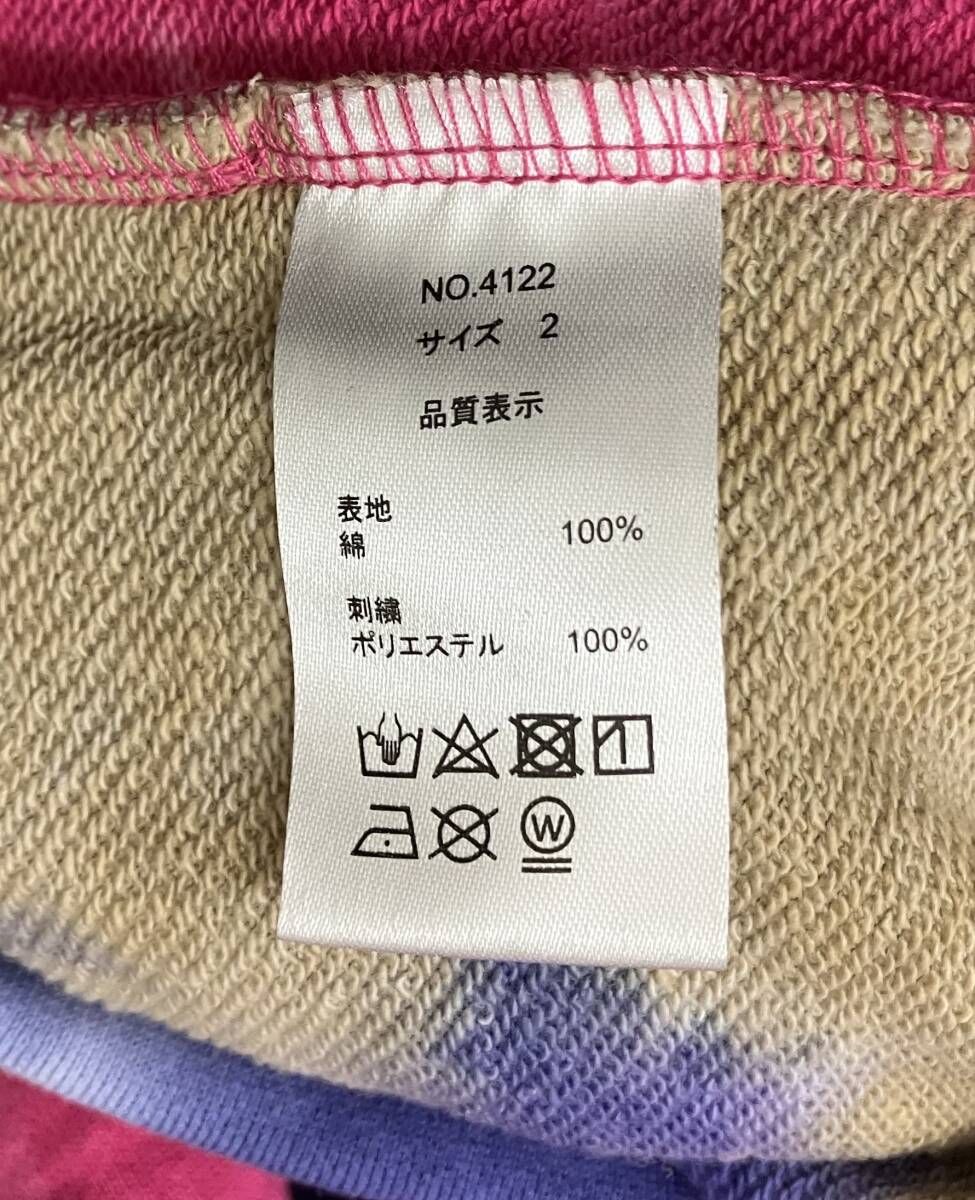 NO.4122
サイズ 2
品質表示
表地
綿 100%
刺繍
ポリエステル 100%
W